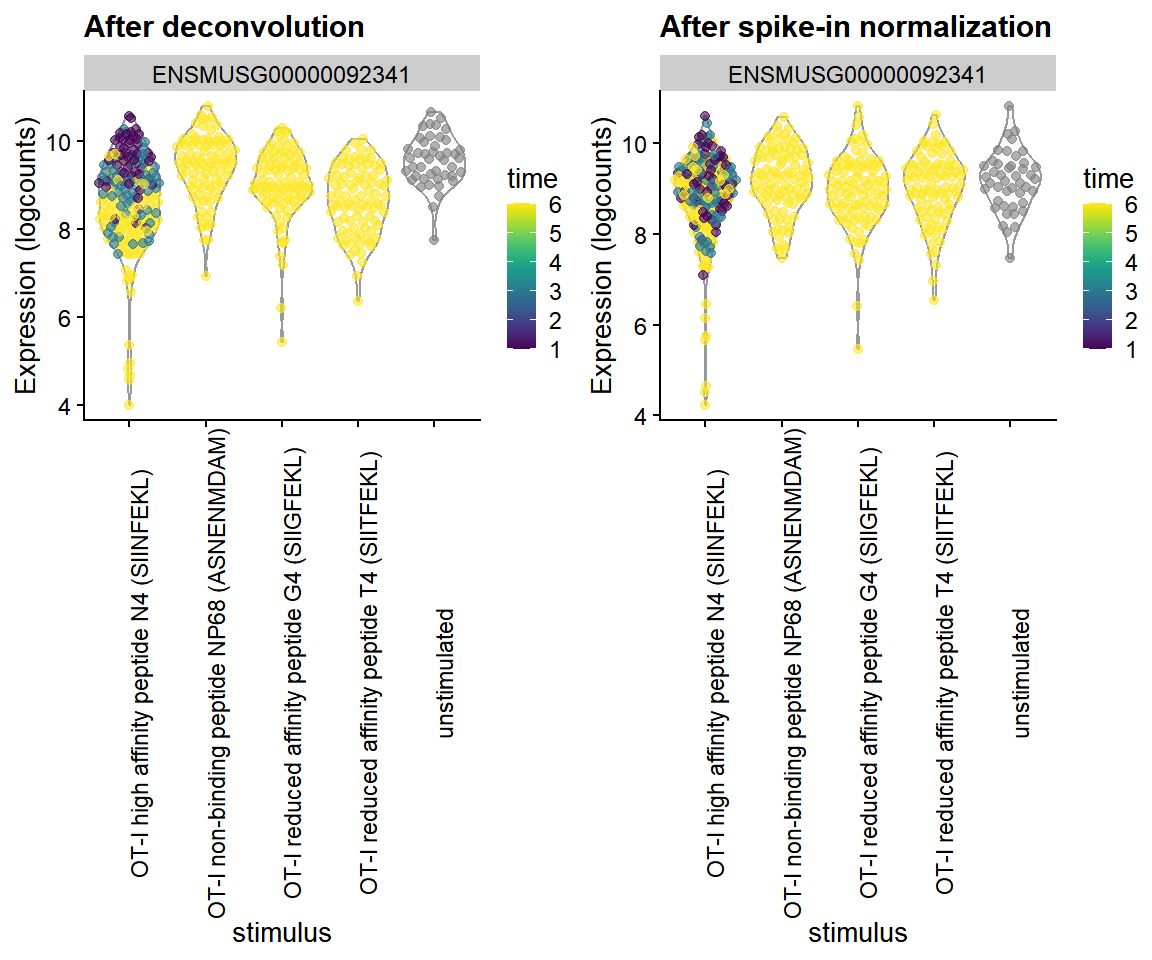 After deconvolution
ENSMUSG00000092341
Expression (logcounts)
10
8
6
4
time
6
5
4
3
2
1
OT-I high affinity peptide N4 (SIINFEKL)
OT-I non-binding peptide NP68 (ASNENMDAM)
OT-I reduced affinity peptide G4 (SIIGFEKL)
OT-I reduced affinity peptide T4 (SIITFEKL)
unstimulated
stimulus
After spike-in normalization
ENSMUSG00000092341
Expression (logcounts)
10
8
6
4
time
6
5
4
3
2
1
OT-I high affinity peptide N4 (SIINFEKL)
OT-I non-binding peptide NP68 (ASNENMDAM)
OT-I reduced affinity peptide G4 (SIIGFEKL)
OT-I reduced affinity peptide T4 (SIITFEKL)
unstimulated
stimulus